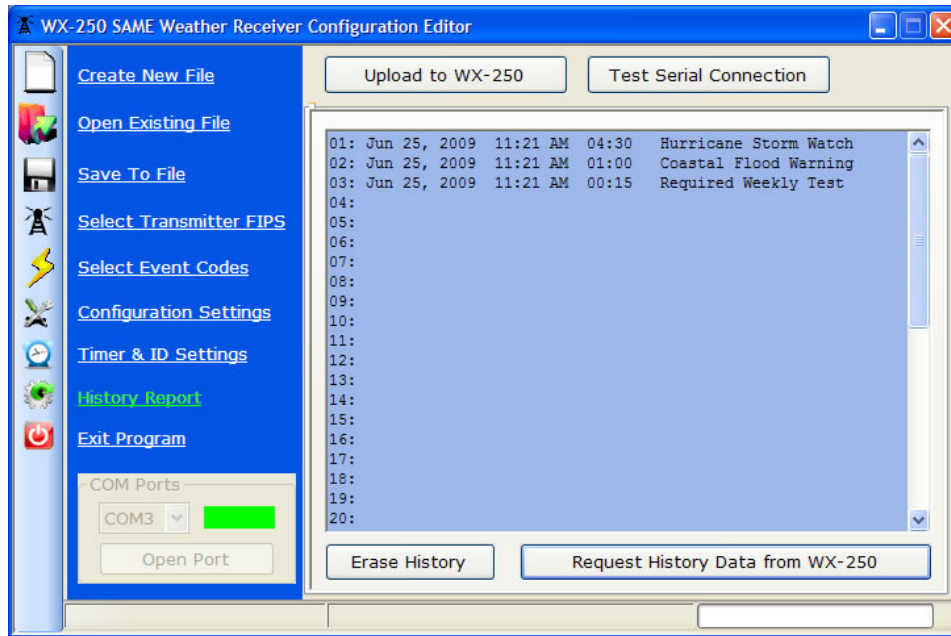 WX-250 SAME Weather Receiver Configuration Editor
Create New File
Open Existing File
Save To File
Select Transmitter FIPS
Select Event Codes
Configuration Settings
Timer & ID Settings
History Report
Exit Program
COM Ports
COM3
Open Port
Upload to WX-250
Test Serial Connection
01: Jun 25, 2009 11:21 AM 04:30 Hurricane Storm Watch
02: Jun 25, 2009 11:21 AM 01:00 Coastal Flood Warning
03: Jun 25, 2009 11:21 AM 00:15 Required Weekly Test
04:
05:
06:
07:
08:
09:
10:
11:
12:
13:
14:
15:
16:
17:
18:
19:
20:
Erase History
Request History Data from WX-250